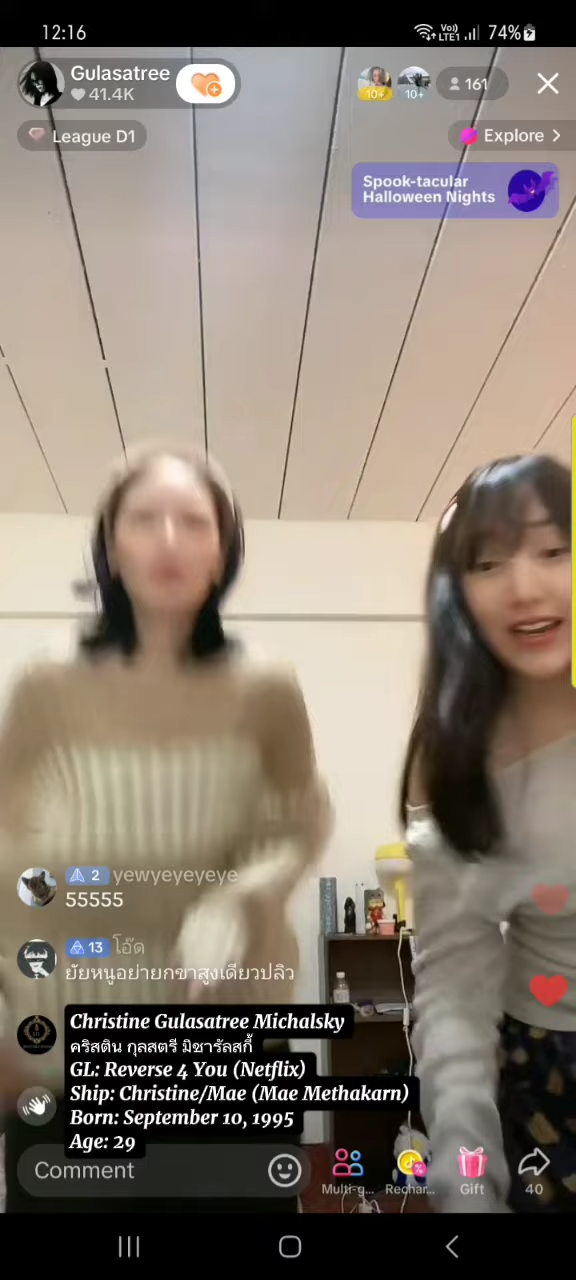 12:16
Vo))
LTE1
74%
Gulasatree
41.4K
10+
10+
161
League D1
Explore >
Spook-tacular
Halloween Nights
2 yewyeyeyeye
55555
13 โอ๊ด
ยัยหนูอย่ายกขาสูงเดียวปลิว
Christine Gulasatree Michalsky
คริสติน กุลสตรี มิชารัลสกี้
GL: Reverse 4 You (Netflix)
Ship: Christine/Mae (Mae Methakarn)
Born: September 10, 1995
Age: 29
Comment
Multi-g...
Rechar...
Gift
40